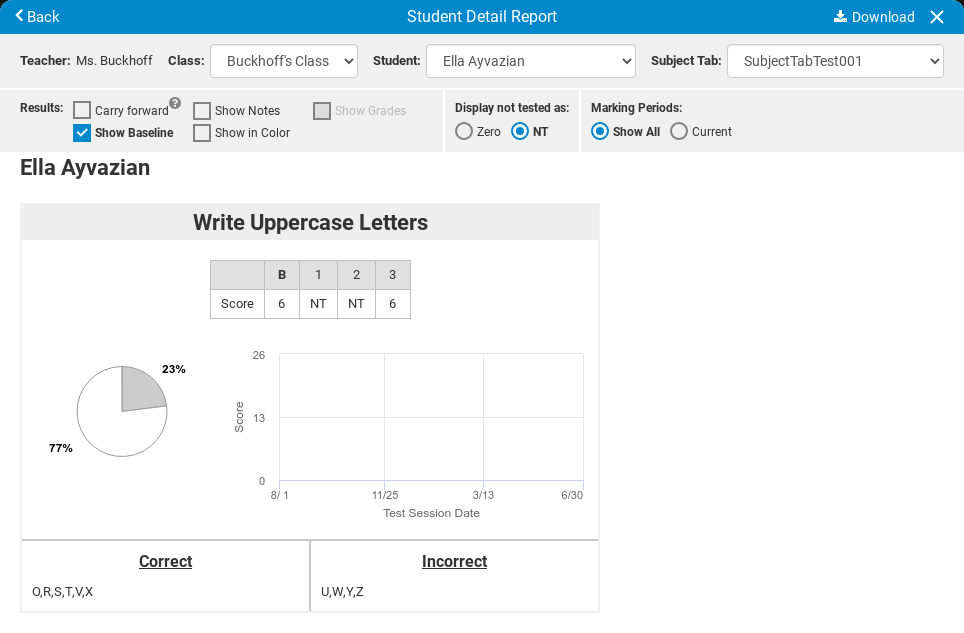 Back
Student Detail Report
Download
Teacher: Ms. Buckhoff Class: Buckhoff's Class Student: Ella Ayvazian Subject Tab: SubjectTabTest001
Results: Carry forward ? Show Notes Show Grades
Show Baseline Show in Color
Display not tested as:
Zero NT
Marking Periods:
Show All Current
Ella Ayvazian
Write Uppercase Letters
B 1 2 3
Score 6 NT NT 6
23%
77%
26
13
0
Score
8/ 1 11/25 3/13 6/30
Test Session Date
Correct
O,R,S,T,V,X
Incorrect
U,W,Y,Z